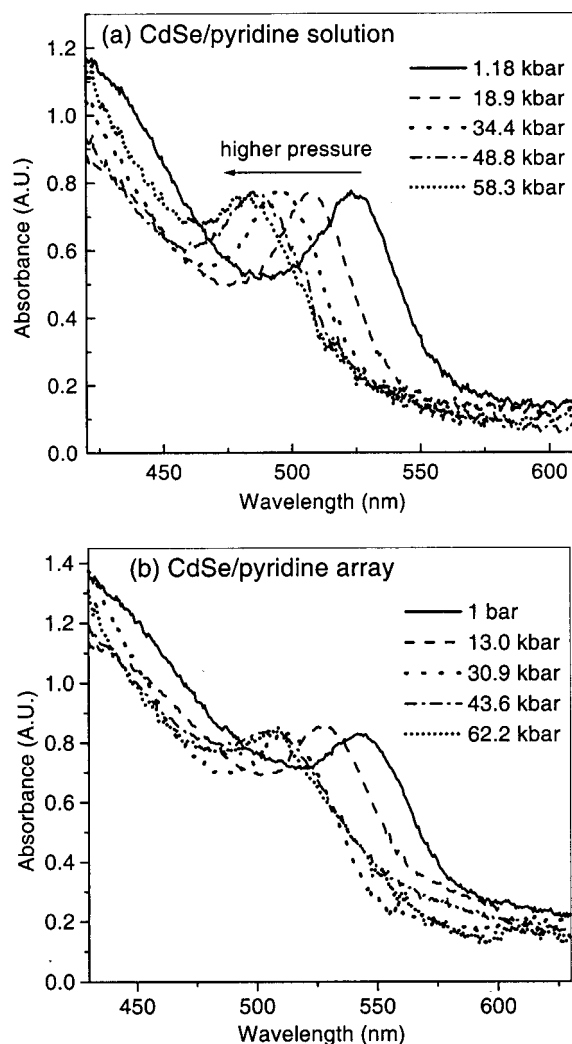 (a) CdSe/pyridine solution
1.18 kbar
18.9 kbar
34.4 kbar
48.8 kbar
58.3 kbar
higher pressure
Absorbance (A.U.)
1.2
1.0
0.8
0.6
0.4
0.2
0.0
450 500 550 600
Wavelength (nm)
(b) CdSe/pyridine array
1 bar
13.0 kbar
30.9 kbar
43.6 kbar
62.2 kbar
Absorbance (A.U.)
1.4
1.2
1.0
0.8
0.6
0.4
0.2
0.0
450 500 550 600
Wavelength (nm)